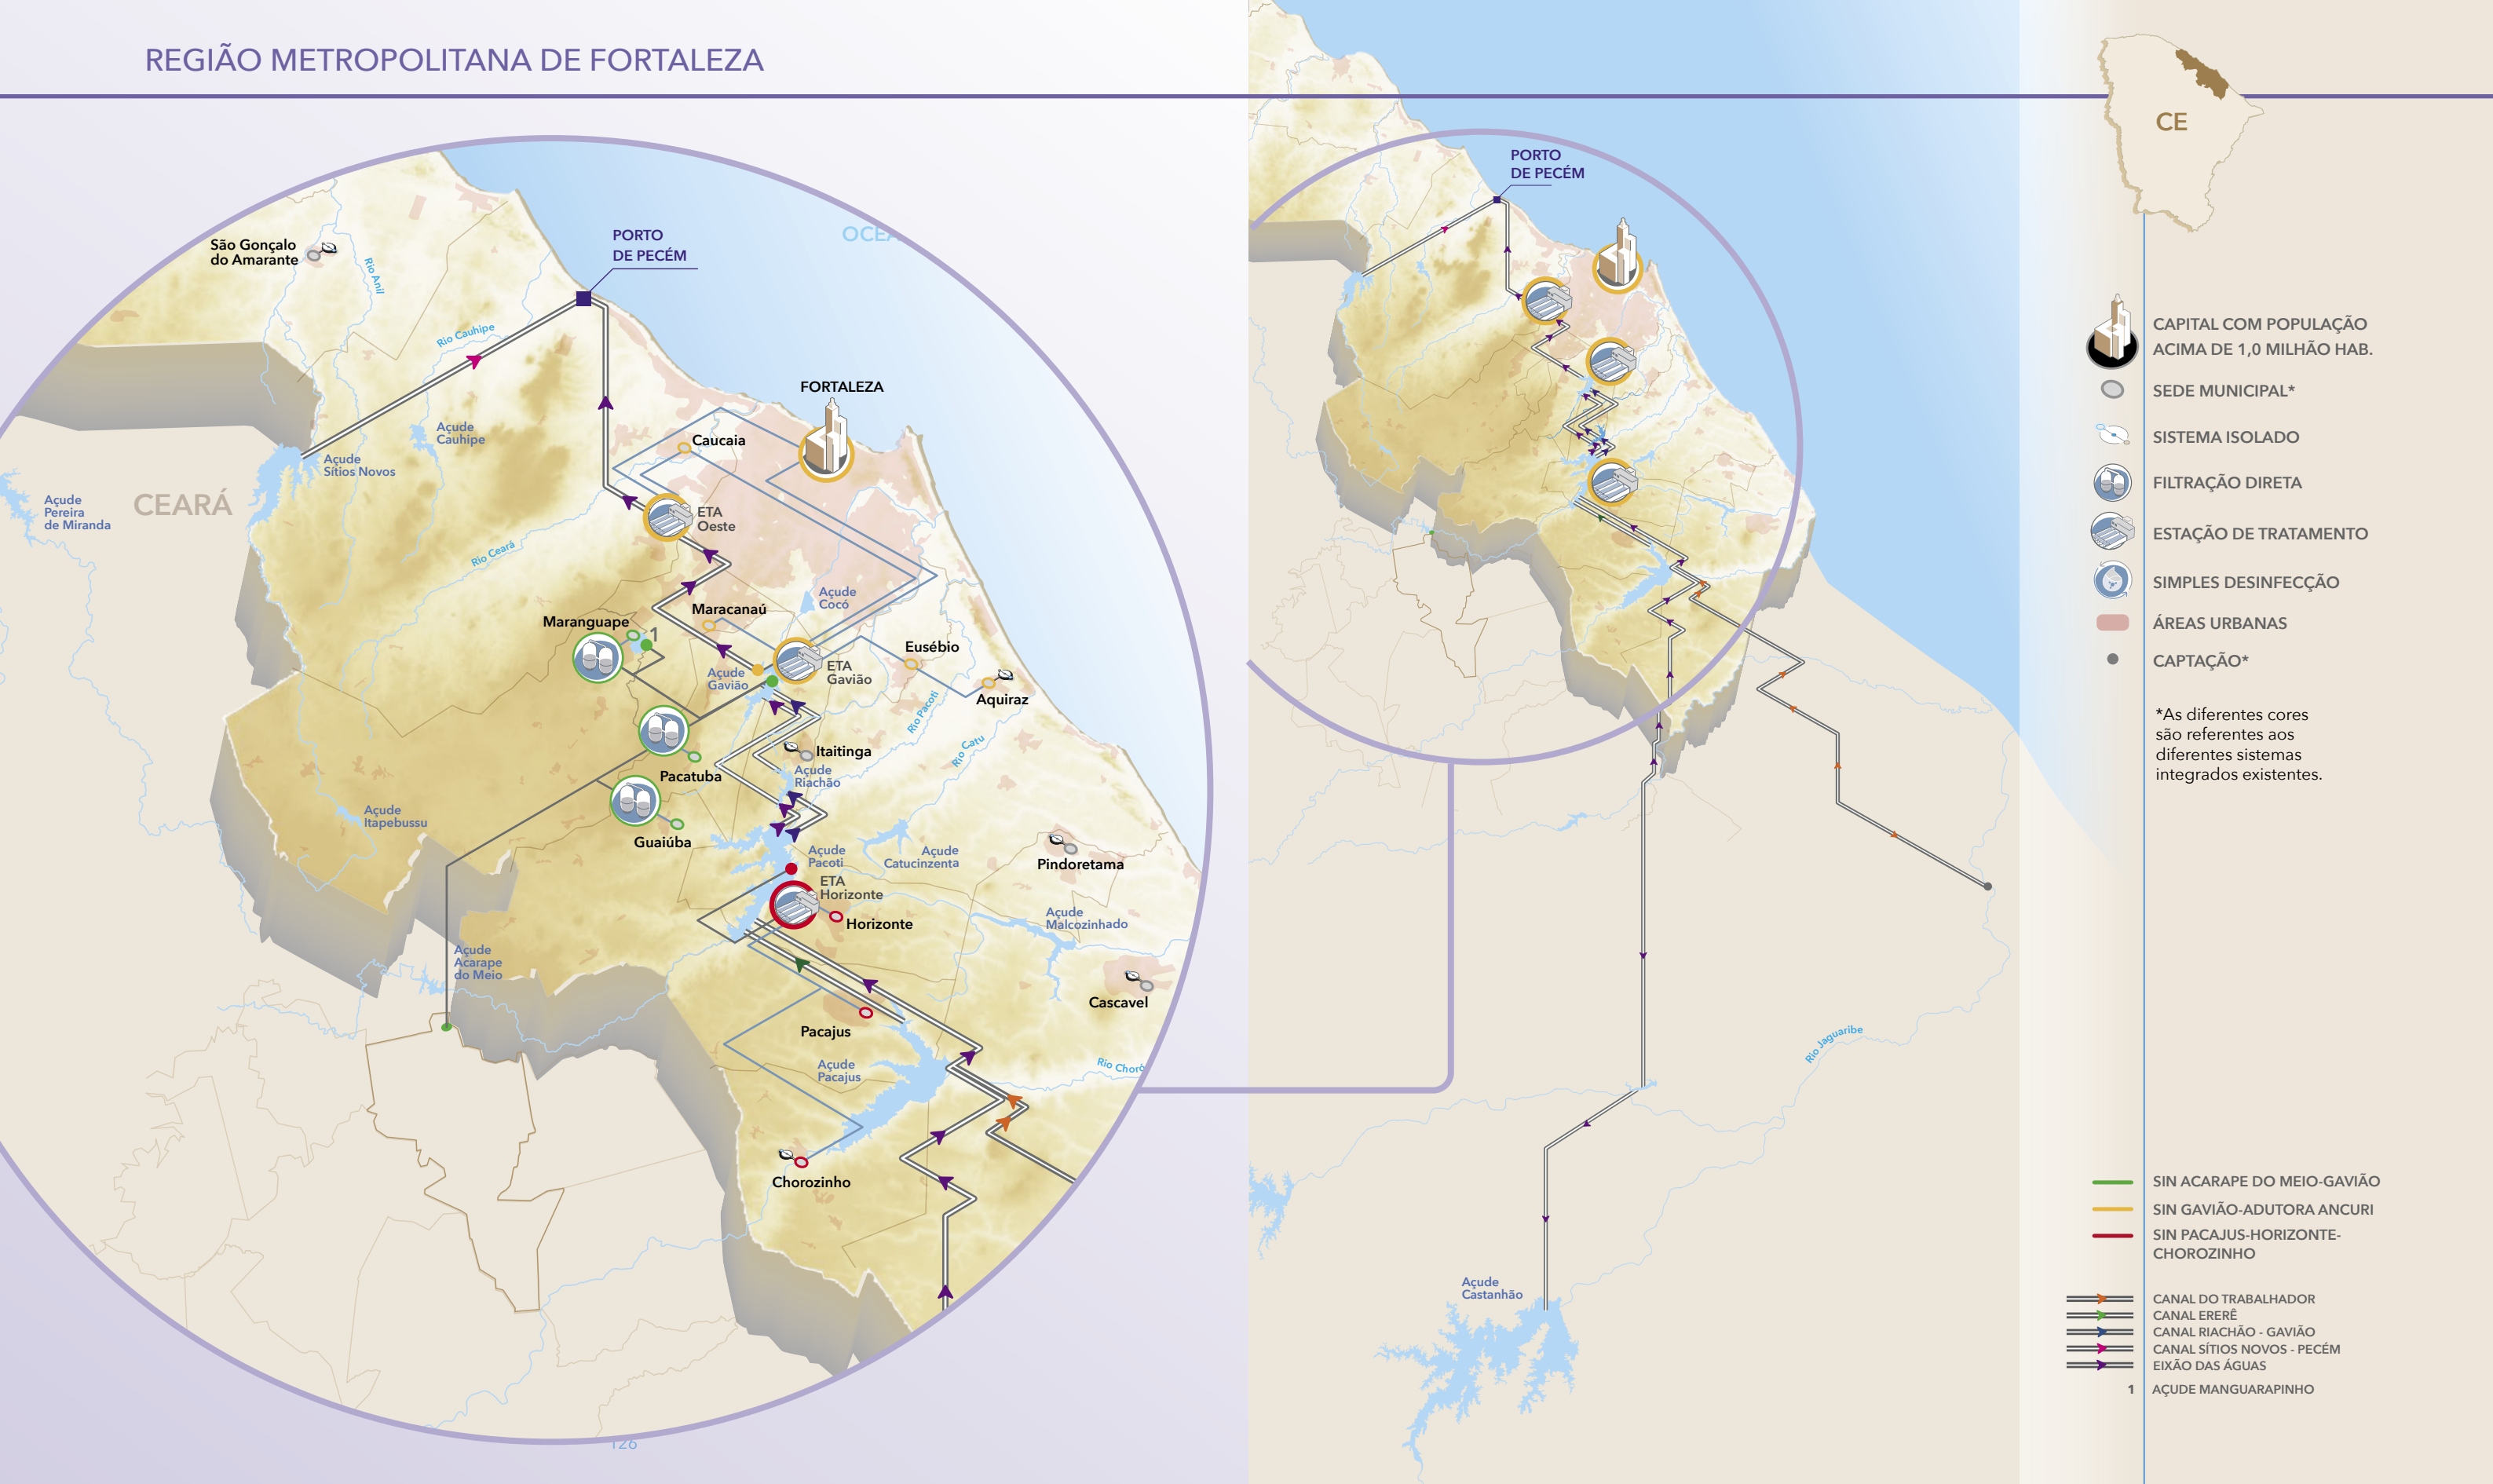 REGIÃO METROPOLITANA DE FORTALEZA
PORTO
DE PECÉM
São Gonçalo
do Amarante
Rio Anil
Rio Cauhipe
FORTALEZA
Açude
Cauhipe
Caucaia
Açude
Sítios Novos
Açude
Pereira
de Miranda
CEARÁ
ETA
Oeste
Rio Ceará
Açude
Cocó
Maracanaú
Maranguape
1
Eusébio
ETA
Gavião
Açude
Gavião
Aquiraz
Rio Pacoti
Rio Catu
Itaitinga
Açude
Riachão
Pacatuba
Açude
Itapebussu
Guaiúba
Açude
Pacoti
Açude
Catucinzenta
Pindoretama
ETA
Horizonte
Horizonte
Açude
Malcozinhado
Açude
Acarape
do Meio
Cascavel
Pacajus
Açude
Pacajus
Rio Choró
Chorozinho
126
PORTO
DE PECÉM
Rio Jaguaribe
Açude
Castanhão
CE
CAPITAL COM POPULAÇÃO
ACIMA DE 1,0 MILHÃO HAB.
SEDE MUNICIPAL*
SISTEMA ISOLADO
FILTRAÇÃO DIRETA
ESTAÇÃO DE TRATAMENTO
SIMPLES DESINFECÇÃO
ÁREAS URBANAS
CAPTAÇÃO*
*As diferentes cores
são referentes aos
diferentes sistemas
integrados existentes.
SIN ACARAPE DO MEIO-GAVIÃO
SIN GAVIÃO-ADUTORA ANCURI
SIN PACAJUS-HORIZONTE-
CHOROZINHO
CANAL DO TRABALHADOR
CANAL ERERÊ
CANAL RIACHÃO - GAVIÃO
CANAL SÍTIOS NOVOS - PECÉM
EIXÃO DAS ÁGUAS
1 AÇUDE MANGUARAPINHO